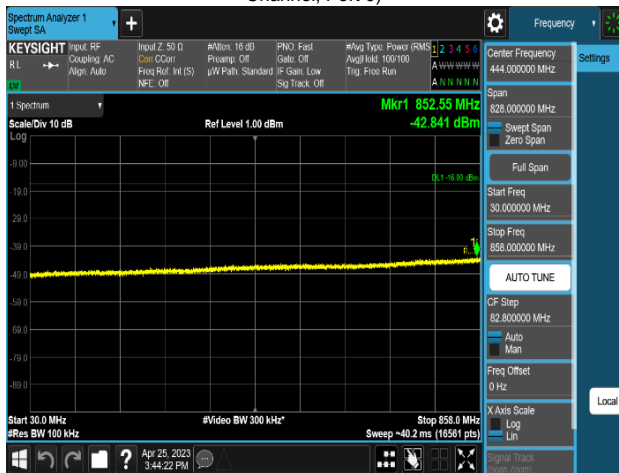 Channel, Port 0)
Spectrum Analyzer 1
Swept SA
Frequency
Settings
KEYSIGHT
RL
Input: RF
Coupling: AC
Align: Auto
Input Z: 50 Ω
Corr CCorr
Freq Ref: Int (S)
NFE: Off
#Atten: 16 dB
Preamp: Off
µW Path: Standard
PNO: Fast
Gate: Off
IF Gain: Low
Sig Track: Off
#Avg Type: Power (RMS
Avg|Hold: 100/100
Trig: Free Run
1 2 3 4 5 6
A W W W W W
A N N N N N
1 Spectrum
Scale/Div 10 dB
Log
Ref Level 1.00 dBm
Mkr1 852.55 MHz
-42.841 dBm
DL1 -16.00 dBm
-9.00
-19.0
-29.0
-39.0
-49.0
-59.0
-69.0
-79.0
-89.0
Start 30.0 MHz
#Res BW 100 kHz
#Video BW 300 kHz*
Stop 858.0 MHz
Sweep ~40.2 ms (16561 pts)
Apr 25, 2023
3:44:22 PM
Center Frequency
444.000000 MHz
Span
828.000000 MHz
Swept Span
Zero Span
Full Span
Start Freq
30.000000 MHz
Stop Freq
858.000000 MHz
AUTO TUNE
CF Step
82.800000 MHz
Auto
Man
Freq Offset
0 Hz
X Axis Scale
Log
Lin
Signal Track
(Span Zoom)
Local